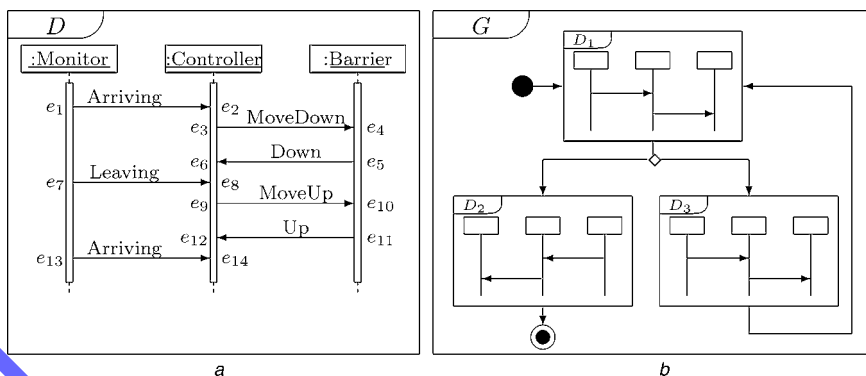 D
:Monitor :Controller :Barrier
e1 Arriving e2
e3 MoveDown e4
e6 Down e5
e7 Leaving e8
e9 MoveUp e10
e12 Up e11
e13 Arriving e14
a
G
D1
D2 D3
b